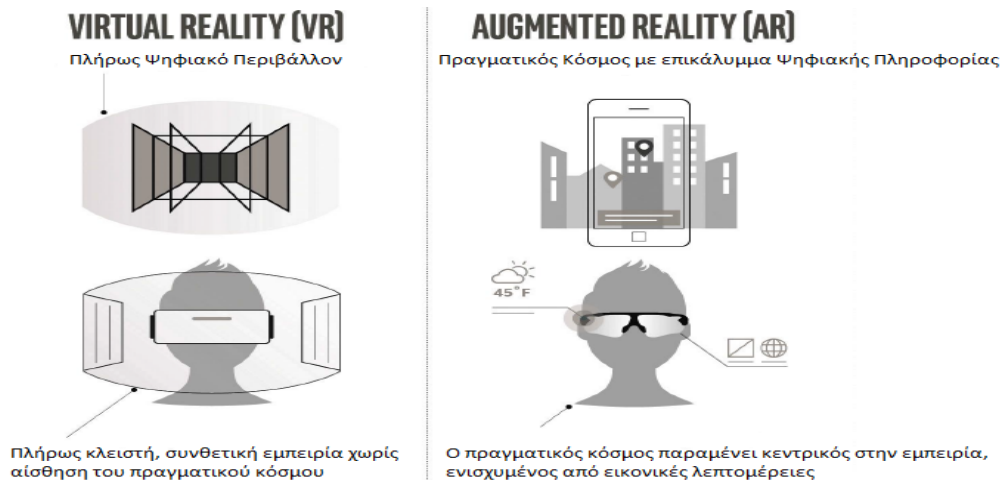 VIRTUAL REALITY (VR)
Πλήρως Ψηφιακό Περιβάλλον
Πλήρως κλειστή, συνθετική εμπειρία χωρίς
αίσθηση του πραγματικού κόσμου
AUGMENTED REALITY (AR)
Πραγματικός Κόσμος με επικάλυμμα Ψηφιακής Πληροφορίας
45°F
Ο πραγματικός κόσμος παραμένει κεντρικός στην εμπειρία,
ενισχυμένος από εικονικές λεπτομέρειες